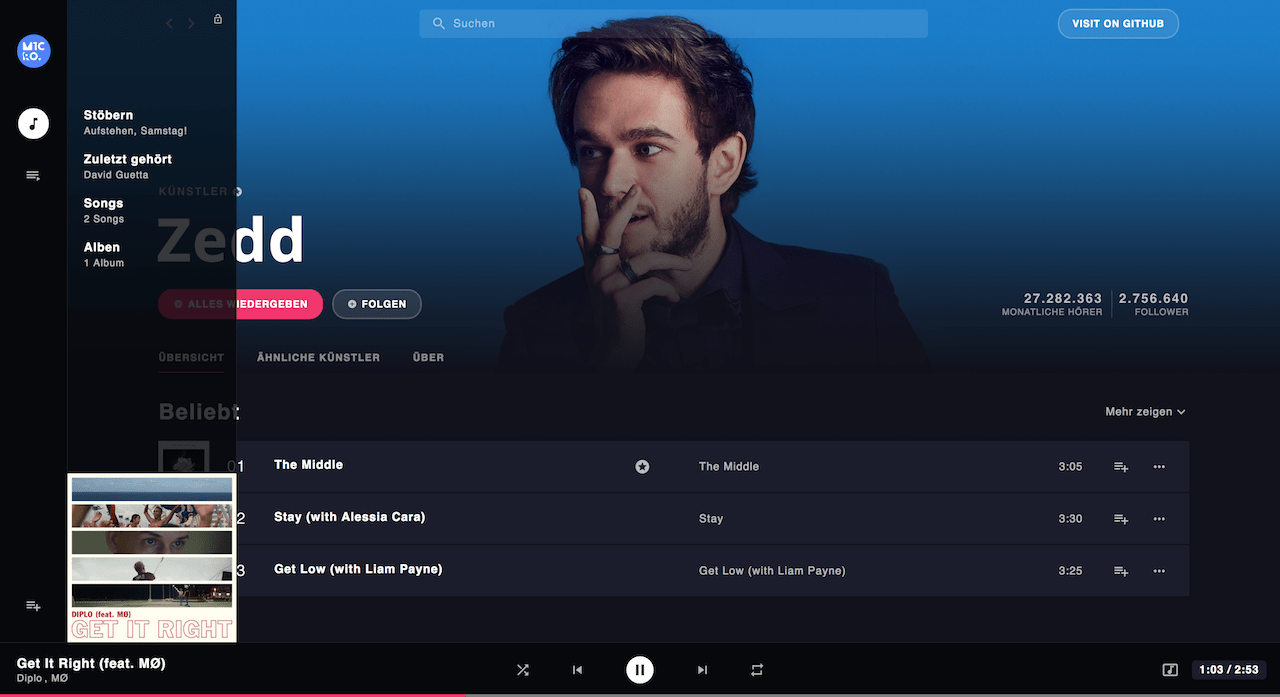 Suchen
VISIT ON GITHUB
M1C
RO.
Stöbern
Aufstehen, Samstag!
Zuletzt gehört
David Guetta
Songs
2 Songs
Alben
1 Album
KÜNSTLER
Zedd
ALLES WIEDERGEBEN
FOLGEN
27.282.363
MONATLICHE HÖRER
2.756.640
FOLLOWER
ÜBERSICHT
ÄHNLICHE KÜNSTLER
ÜBER
Beliebt:
Mehr zeigen
01 The Middle The Middle 3:05
2 Stay (with Alessia Cara) Stay 3:30
3 Get Low (with Liam Payne) Get Low (with Liam Payne) 3:25
DIPLO (feat. MØ)
GET IT RIGHT
Get It Right (feat. MØ)
Diplo , MØ
1:03 / 2:53